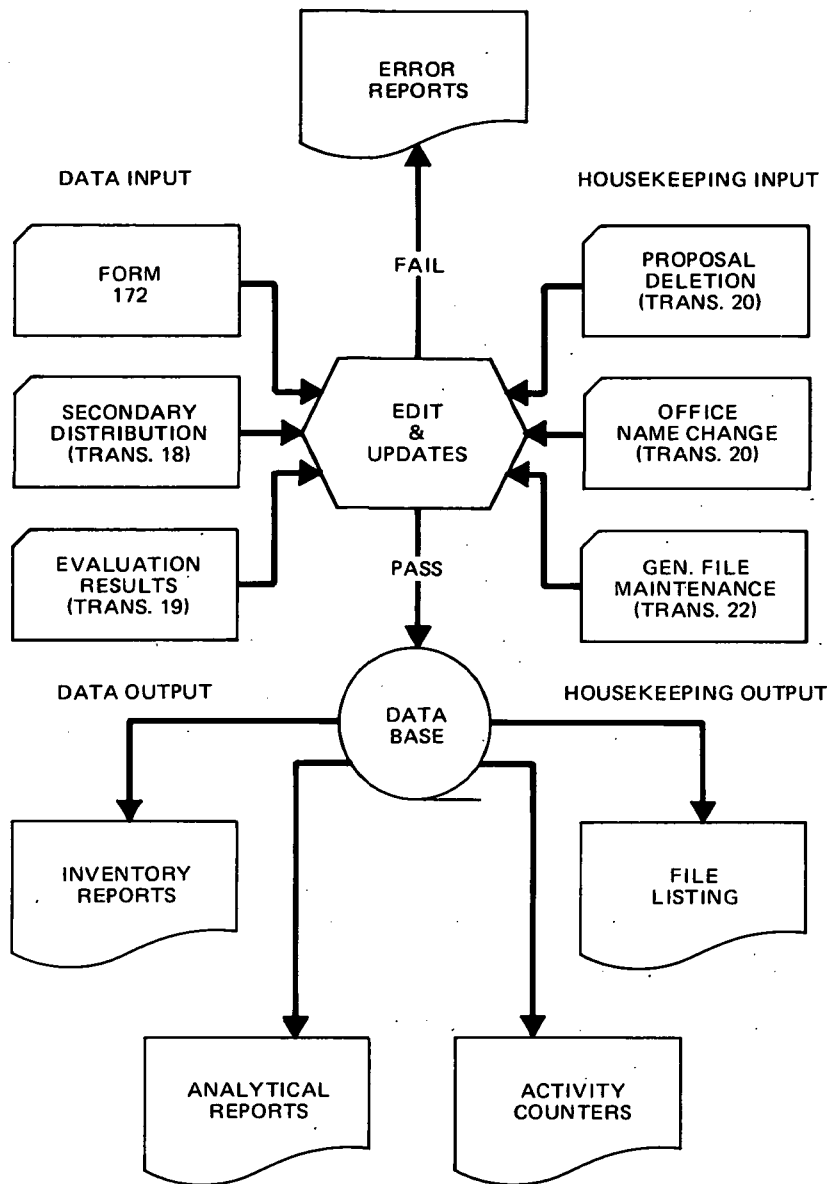 ERROR
REPORTS
DATA INPUT
HOUSEKEEPING INPUT
FORM
172
FAIL
PROPOSAL
DELETION
(TRANS. 20)
SECONDARY
DISTRIBUTION
(TRANS. 18)
EDIT
&
UPDATES
OFFICE
NAME CHANGE
(TRANS. 20)
EVALUATION
RESULTS
(TRANS. 19)
PASS
GEN. FILE
MAINTENANCE
(TRANS. 22)
DATA OUTPUT
HOUSEKEEPING OUTPUT
DATA
BASE
INVENTORY
REPORTS
FILE
LISTING
ANALYTICAL
REPORTS
ACTIVITY
COUNTERS